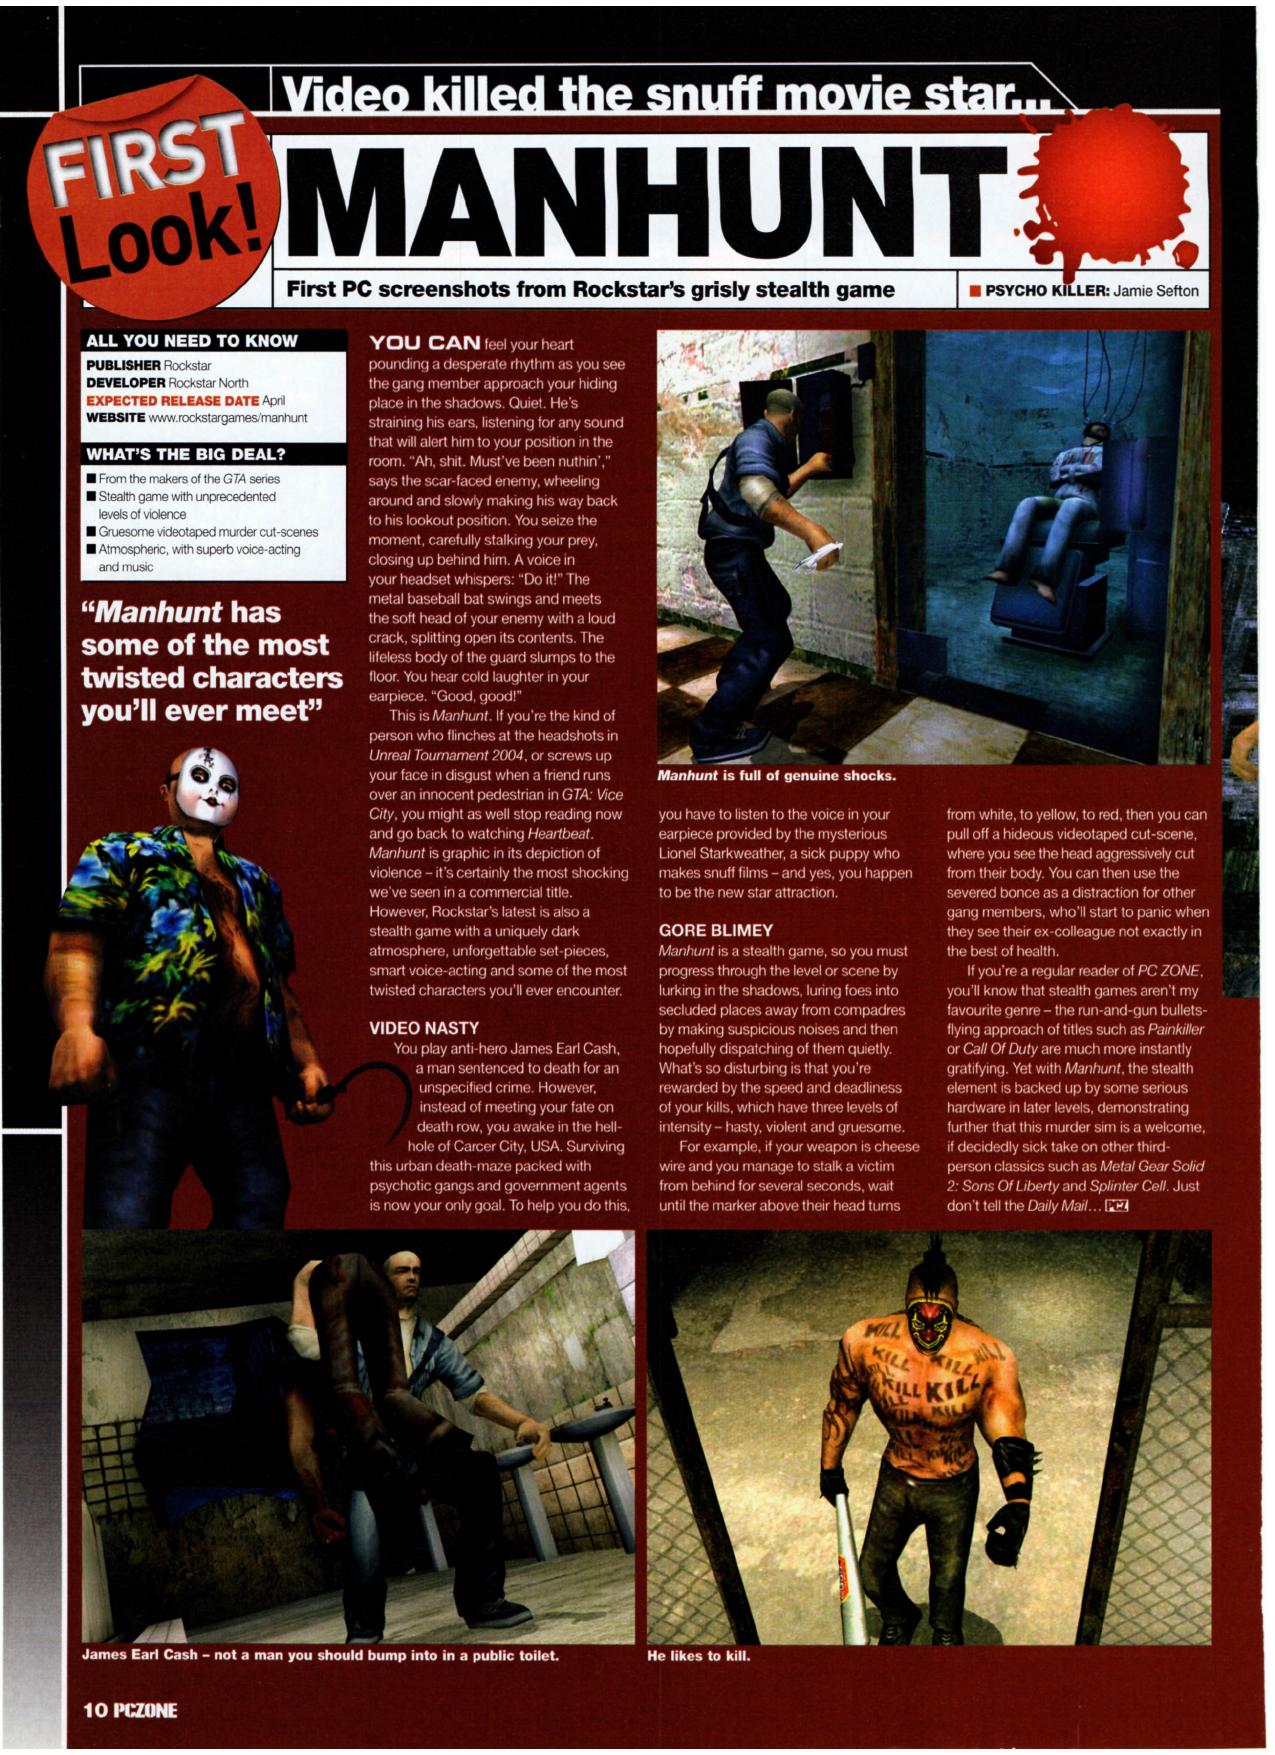 Video killed the snuff movie star...
FIRST
Look!
MANHUNT
First PC screenshots from Rockstar's grisly stealth game
■ PSYCHO KILLER: Jamie Sefton
ALL YOU NEED TO KNOW
PUBLISHER Rockstar
DEVELOPER Rockstar North
EXPECTED RELEASE DATE April
WEBSITE www.rockstargames/manhunt
WHAT'S THE BIG DEAL?
■ From the makers of the GTA series
■ Stealth game with unprecedented
levels of violence
■ Gruesome videotaped murder cut-scenes
■ Atmospheric, with superb voice-acting
and music
"Manhunt has
some of the most
twisted characters
you'll ever meet"
YOU CAN feel your heart
pounding a desperate rhythm as you see
the gang member approach your hiding
place in the shadows. Quiet. He's
straining his ears, listening for any sound
that will alert him to your position in the
room. "Ah, shit. Must've been nuthin',"
says the scar-faced enemy, wheeling
around and slowly making his way back
to his lookout position. You seize the
moment, carefully stalking your prey,
closing up behind him. A voice in
your headset whispers: "Do it!" The
metal baseball bat swings and meets
the soft head of your enemy with a loud
crack, splitting open its contents. The
lifeless body of the guard slumps to the
floor. You hear cold laughter in your
earpiece. "Good, good!"
This is Manhunt. If you're the kind of
person who flinches at the headshots in
Unreal Tournament 2004, or screws up
your face in disgust when a friend runs
over an innocent pedestrian in GTA: Vice
City, you might as well stop reading now
and go back to watching Heartbeat.
Manhunt is graphic in its depiction of
violence – it's certainly the most shocking
we've seen in a commercial title.
However, Rockstar's latest is also a
stealth game with a uniquely dark
atmosphere, unforgettable set-pieces,
smart voice-acting and some of the most
twisted characters you'll ever encounter.
VIDEO NASTY
You play anti-hero James Earl Cash,
a man sentenced to death for an
unspecified crime. However,
instead of meeting your fate on
death row, you awake in the hell-
hole of Carcer City, USA. Surviving
this urban death-maze packed with
psychotic gangs and government agents
is now your only goal. To help you do this,
Manhunt is full of genuine shocks.
you have to listen to the voice in your
earpiece provided by the mysterious
Lionel Starkweather, a sick puppy who
makes snuff films – and yes, you happen
to be the new star attraction.
GORE BLIMEY
Manhunt is a stealth game, so you must
progress through the level or scene by
lurking in the shadows, luring foes into
secluded places away from compadres
by making suspicious noises and then
hopefully dispatching of them quietly.
What's so disturbing is that you're
rewarded by the speed and deadliness
of your kills, which have three levels of
intensity – hasty, violent and gruesome.
For example, if your weapon is cheese
wire and you manage to stalk a victim
from behind for several seconds, wait
until the marker above their head turns
from white, to yellow, to red, then you can
pull off a hideous videotaped cut-scene,
where you see the head aggressively cut
from their body. You can then use the
severed bonce as a distraction for other
gang members, who'll start to panic when
they see their ex-colleague not exactly in
the best of health.
If you're a regular reader of PC ZONE,
you'll know that stealth games aren't my
favourite genre – the run-and-gun bullets-
flying approach of titles such as Painkiller
or Call Of Duty are much more instantly
gratifying. Yet with Manhunt, the stealth
element is backed up by some serious
hardware in later levels, demonstrating
further that this murder sim is a welcome,
if decidedly sick take on other third-
person classics such as Metal Gear Solid
2: Sons Of Liberty and Splinter Cell. Just
don't tell the Daily Mail... PCZ
KILL
KILL KILL KILL
KILL KILL
KILL
KILL
James Earl Cash – not a man you should bump into in a public toilet.
He likes to kill.
10 PCZONE